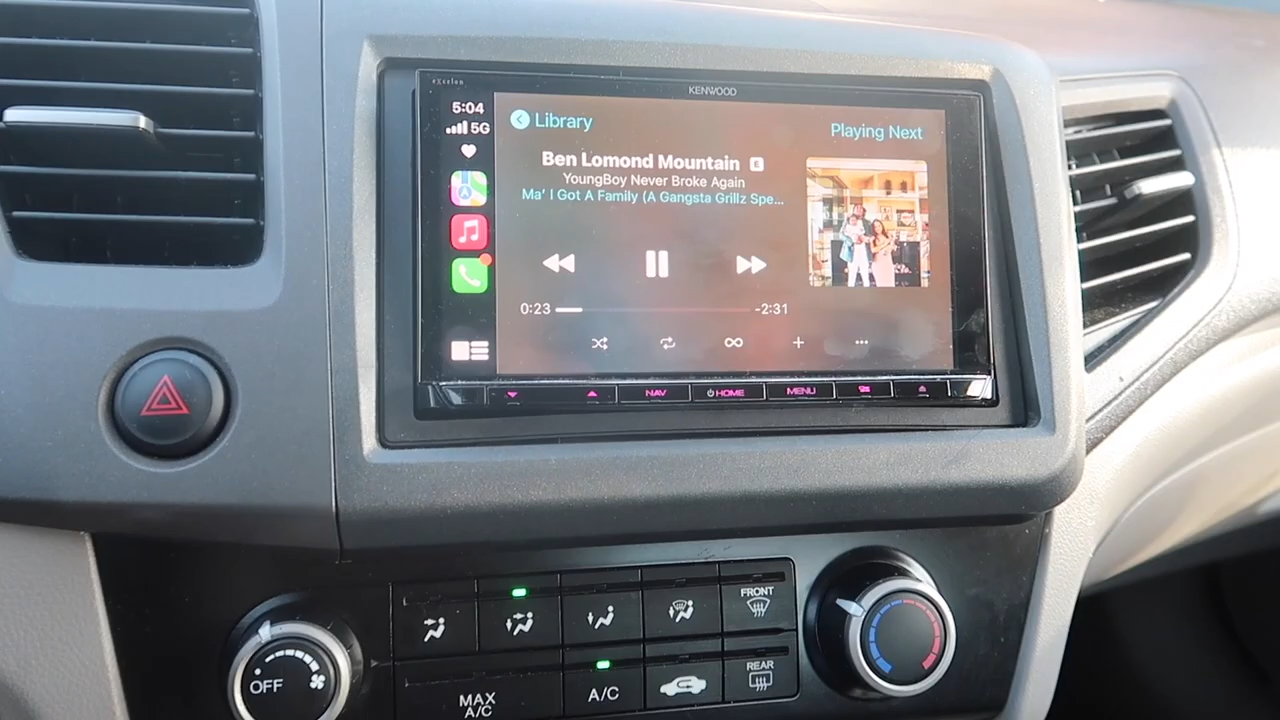 eXcelon
KENWOOD
5:04
5G
Library
Playing Next
Ben Lomond Mountain E
YoungBoy Never Broke Again
Ma' I Got A Family (A Gangsta Grillz Spe...
0:23
-2:31
NAV
HOME
MENU
FRONT
OFF
MAX
A/C
A/C
REAR